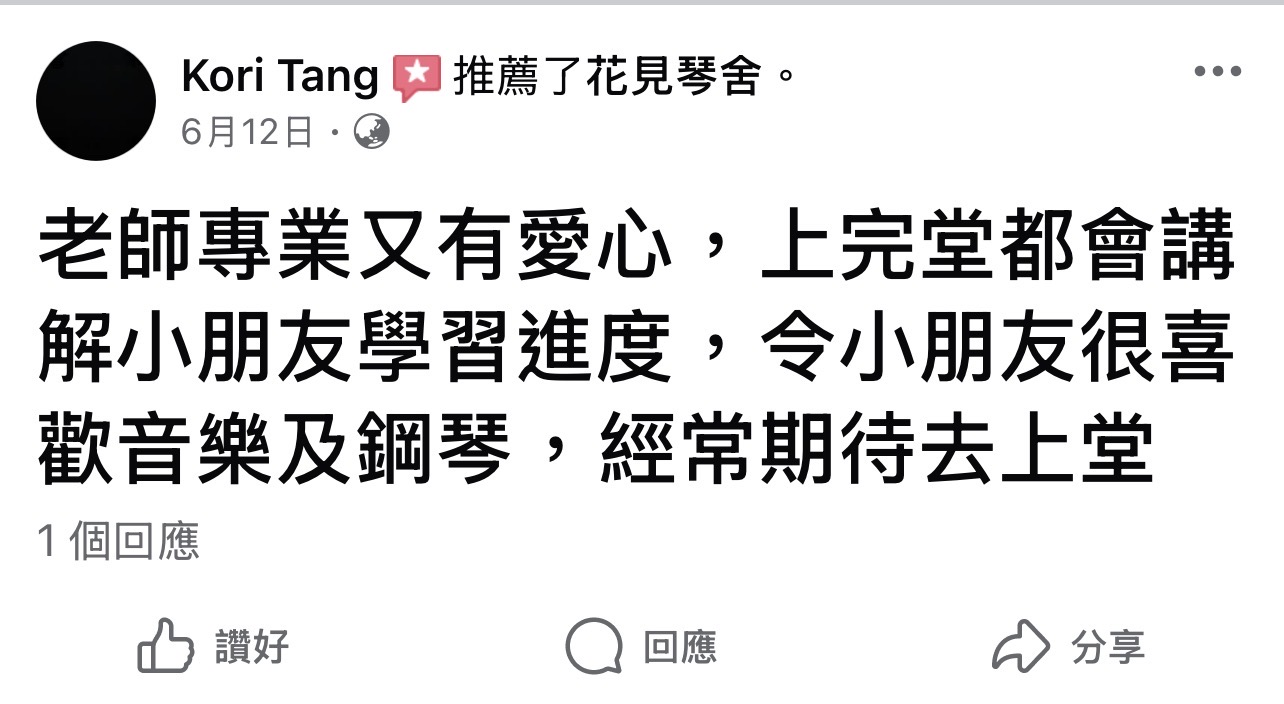 Kori Tang 推薦了花見琴舍。
6月12日 ·
老師專業又有愛心，上完堂都會講
解小朋友學習進度，令小朋友很喜
歡音樂及鋼琴，經常期待去上堂
1 個回應
讚好 回應 分享